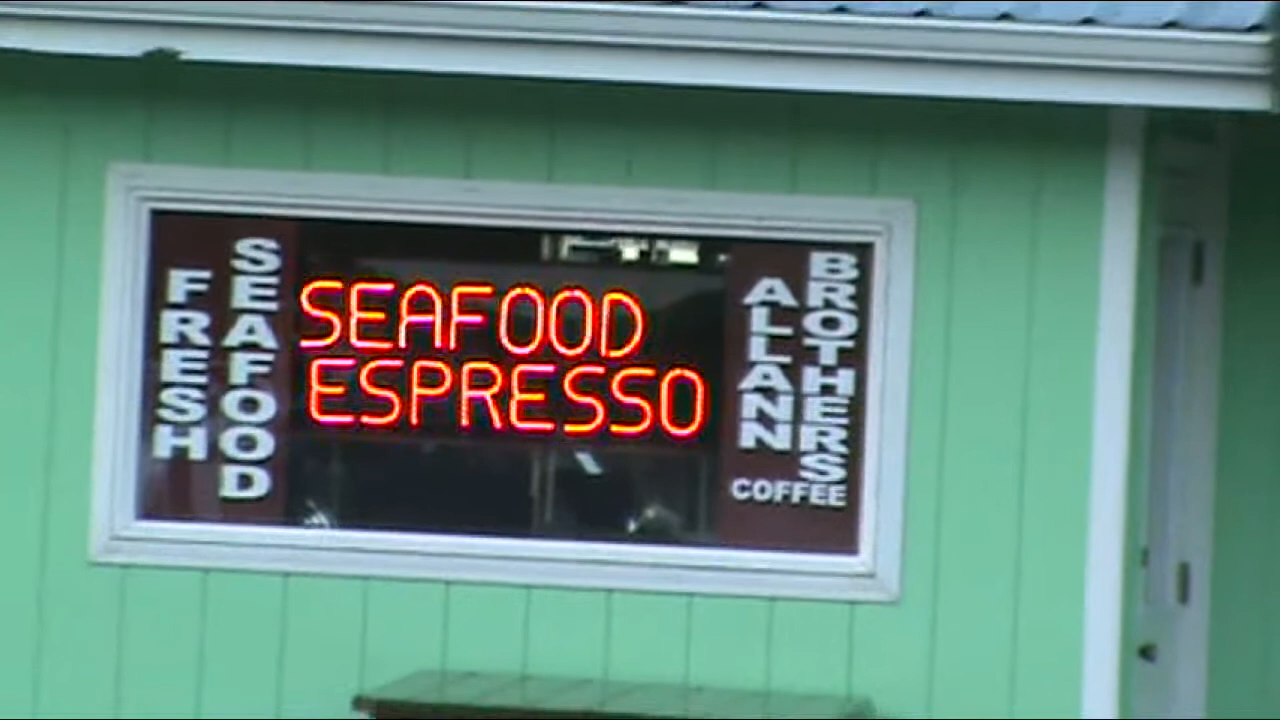 FRESH
SEAFOOD
SEAFOOD
ESPRESSO
ALLANN
BROTHERS
COFFEE